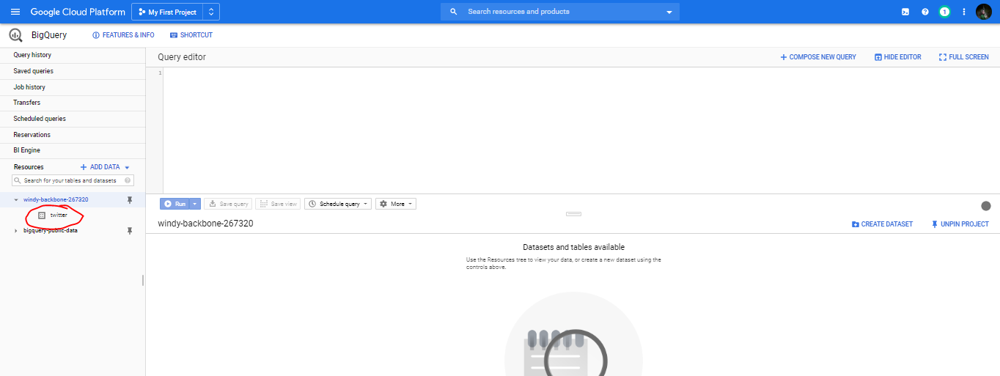 Google Cloud Platform My First Project Search resources and products 1
BigQuery FEATURES & INFO SHORTCUT
Query history
Saved queries
Job history
Transfers
Scheduled queries
Reservations
BI Engine
Resources + ADD DATA
Search for your tables and datasets ?
windy-backbone-267320
twitter
bigquery-public-data
Query editor + COMPOSE NEW QUERY HIDE EDITOR FULL SCREEN
1
Run Save query Save view Schedule query More
windy-backbone-267320 CREATE DATASET UNPIN PROJECT
Datasets and tables available
Use the Resources tree to view your data, or create a new dataset using the
controls above.